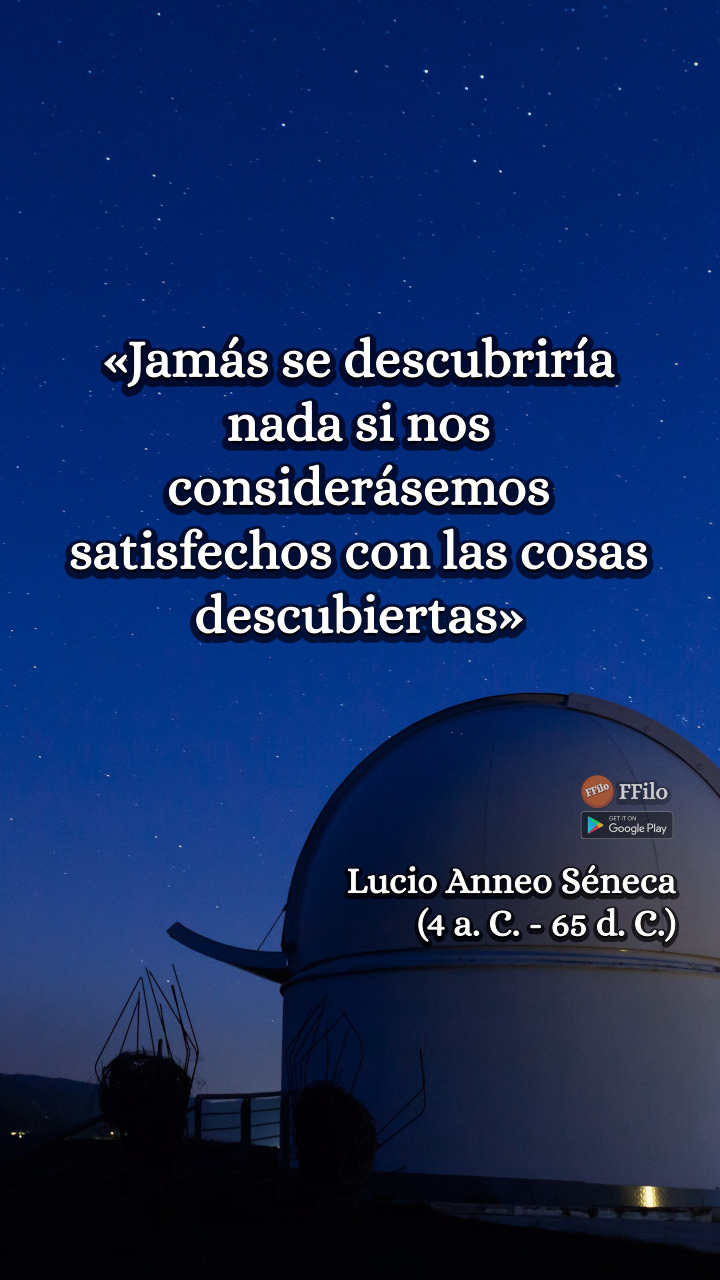 «Jamás se descubriría
nada si nos
considerásemos
satisfechos con las cosas
descubiertas»
FFilo FFilo
GET IT ON
Google Play
Lucio Anneo Séneca
(4 a. C. - 65 d. C.)